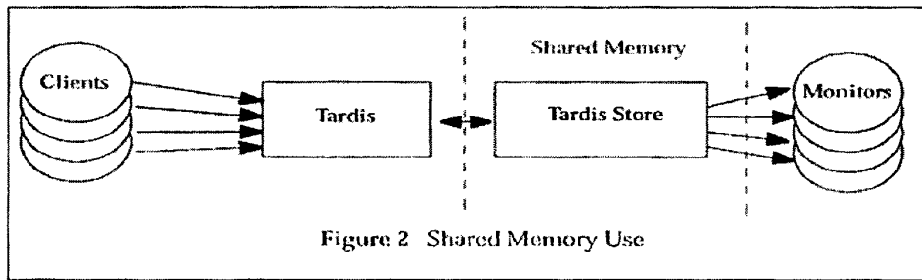 Shared Memory
Clients
Tardis
Tardis Store
Monitors
Figure 2 Shared Memory Use